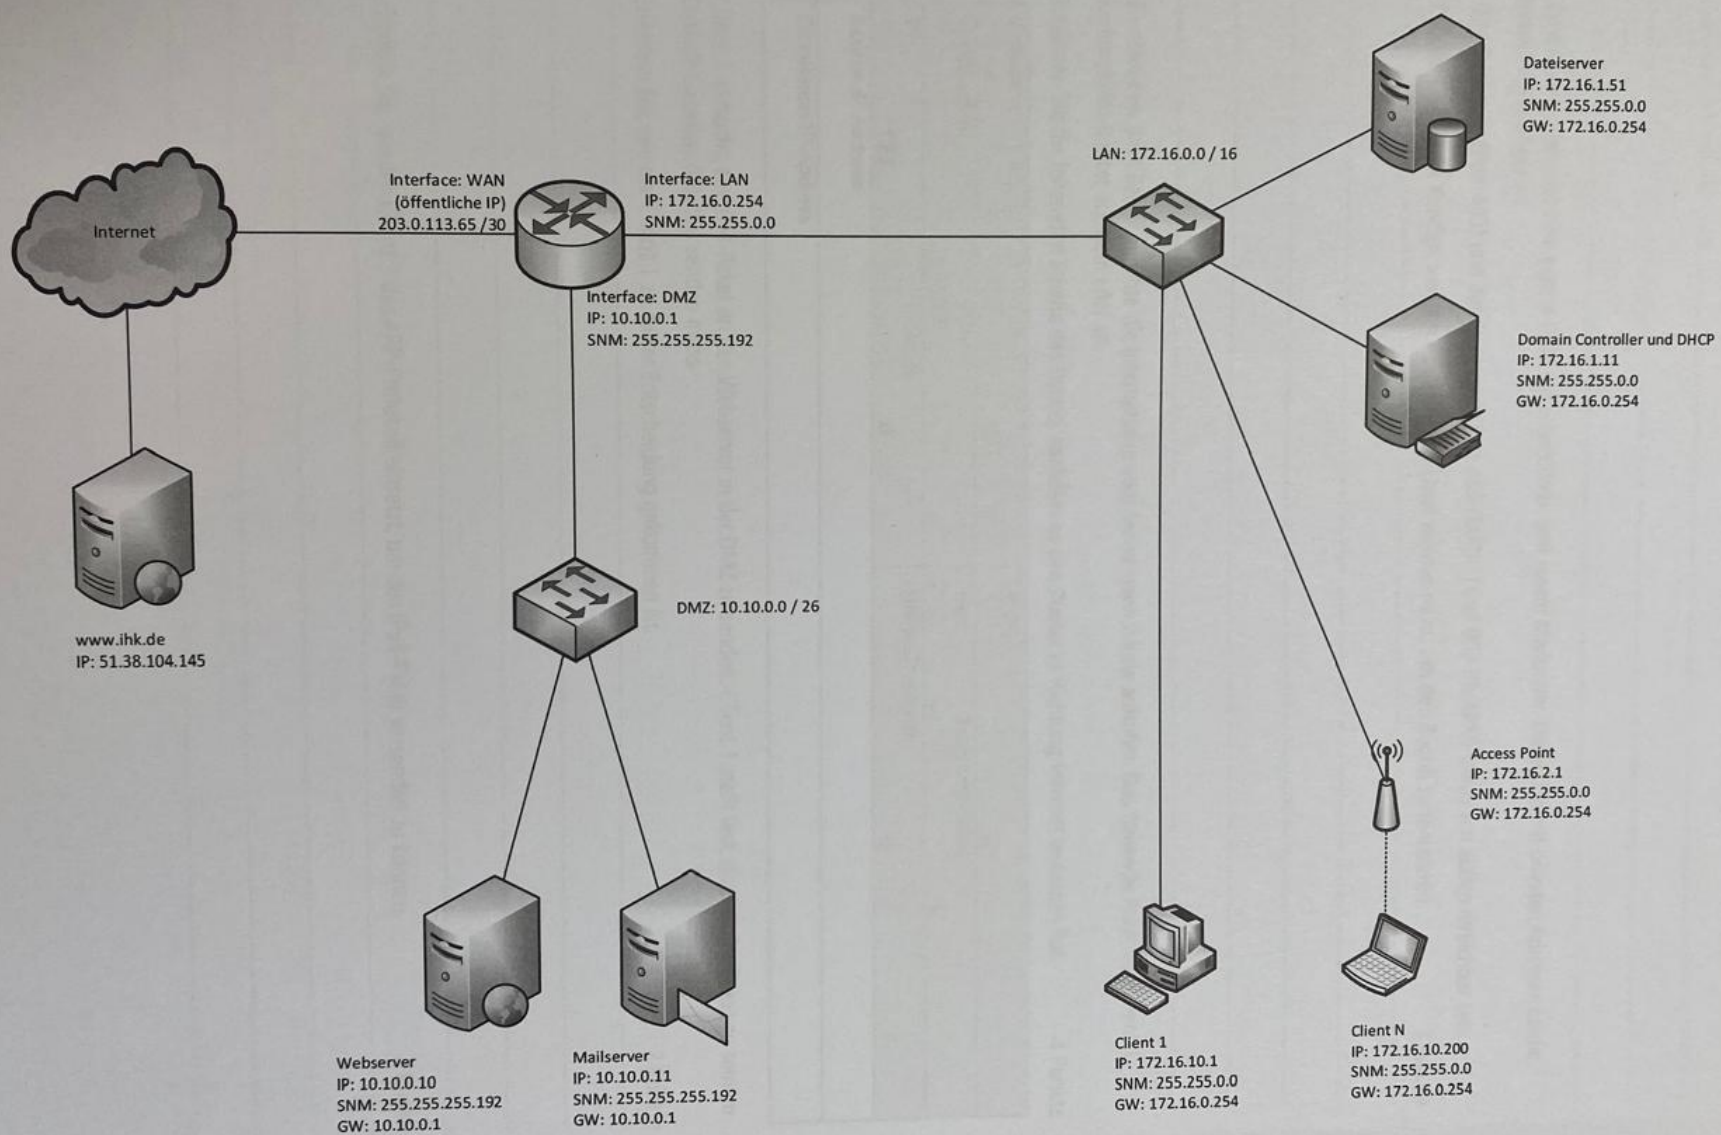 Dateiserver
IP: 172.16.1.51
SNM: 255.255.0.0
GW: 172.16.0.254
LAN: 172.16.0.0 / 16
Interface: WAN
(öffentliche IP)
203.0.113.65 /30
Interface: LAN
IP: 172.16.0.254
SNM: 255.255.0.0
Internet
Interface: DMZ
IP: 10.10.0.1
SNM: 255.255.255.192
Domain Controller und DHCP
IP: 172.16.1.11
SNM: 255.255.0.0
GW: 172.16.0.254
www.ihk.de
IP: 51.38.104.145
DMZ: 10.10.0.0 / 26
Access Point
IP: 172.16.2.1
SNM: 255.255.0.0
GW: 172.16.0.254
Webserver
IP: 10.10.0.10
SNM: 255.255.255.192
GW: 10.10.0.1
Mailserver
IP: 10.10.0.11
SNM: 255.255.255.192
GW: 10.10.0.1
Client 1
IP: 172.16.10.1
SNM: 255.255.0.0
GW: 172.16.0.254
Client N
IP: 172.16.10.200
SNM: 255.255.0.0
GW: 172.16.0.254